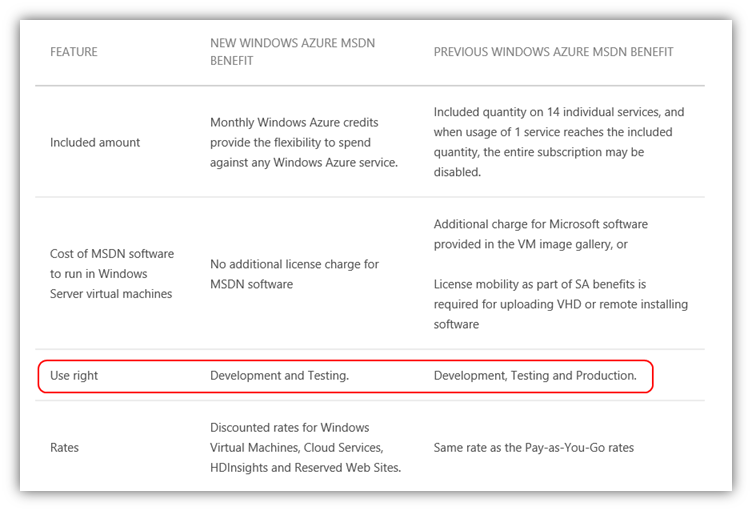 FEATURE
NEW WINDOWS AZURE MSDN
BENEFIT
PREVIOUS WINDOWS AZURE MSDN BENEFIT
Included amount
Monthly Windows Azure credits
provide the flexibility to spend
against any Windows Azure service.
Included quantity on 14 individual services, and
when usage of 1 service reaches the included
quantity, the entire subscription may be
disabled.
Cost of MSDN software
to run in Windows
Server virtual machines
No additional license charge for
MSDN software
Additional charge for Microsoft software
provided in the VM image gallery, or
License mobility as part of SA benefits is
required for uploading VHD or remote installing
software
Use right
Development and Testing.
Development, Testing and Production.
Rates
Discounted rates for Windows
Virtual Machines, Cloud Services,
HDInsights and Reserved Web Sites.
Same rate as the Pay-as-You-Go rates